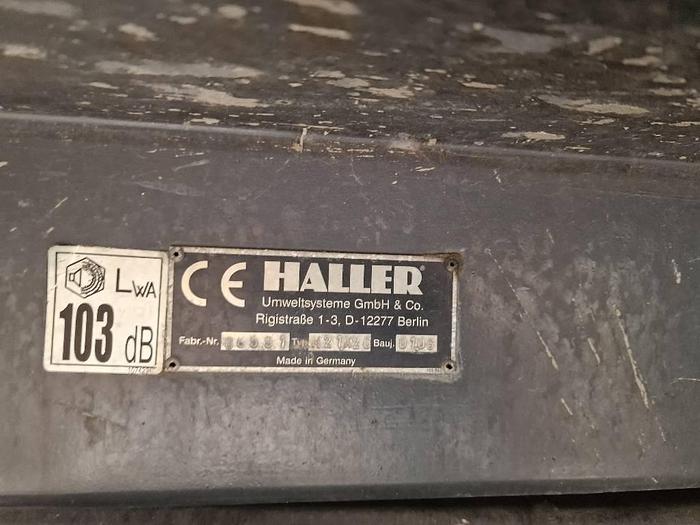 LWA
103 dB
CE HALLER
Umweltsysteme GmbH & Co.
Rigistraße 1-3, D-12277 Berlin
Fabr.-Nr. Typ Bauj.
Made in Germany